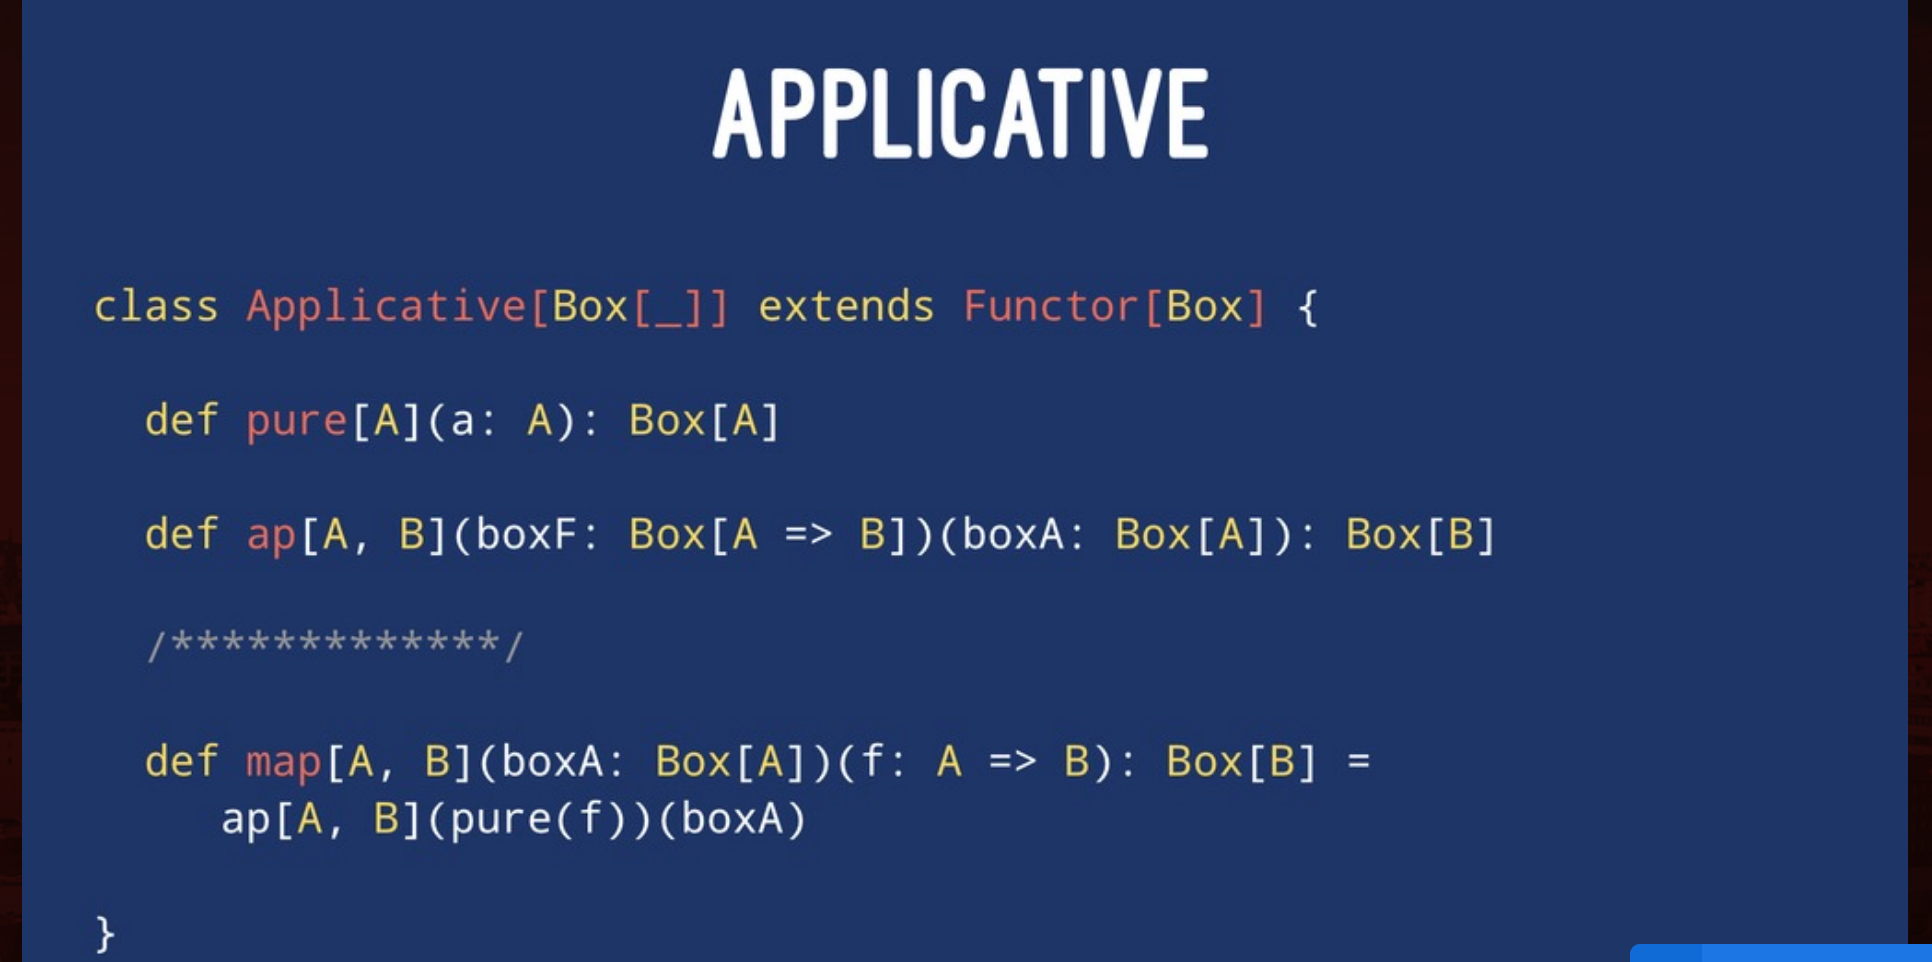 APPLICATIVE
class Applicative[Box[_]] extends Functor[Box] {
def pure[A](a: A): Box[A]
def ap[A, B](boxF: Box[A => B])(boxA: Box[A]): Box[B]
/*************/
def map[A, B](boxA: Box[A])(f: A => B): Box[B] =
ap[A, B](pure(f))(boxA)
}